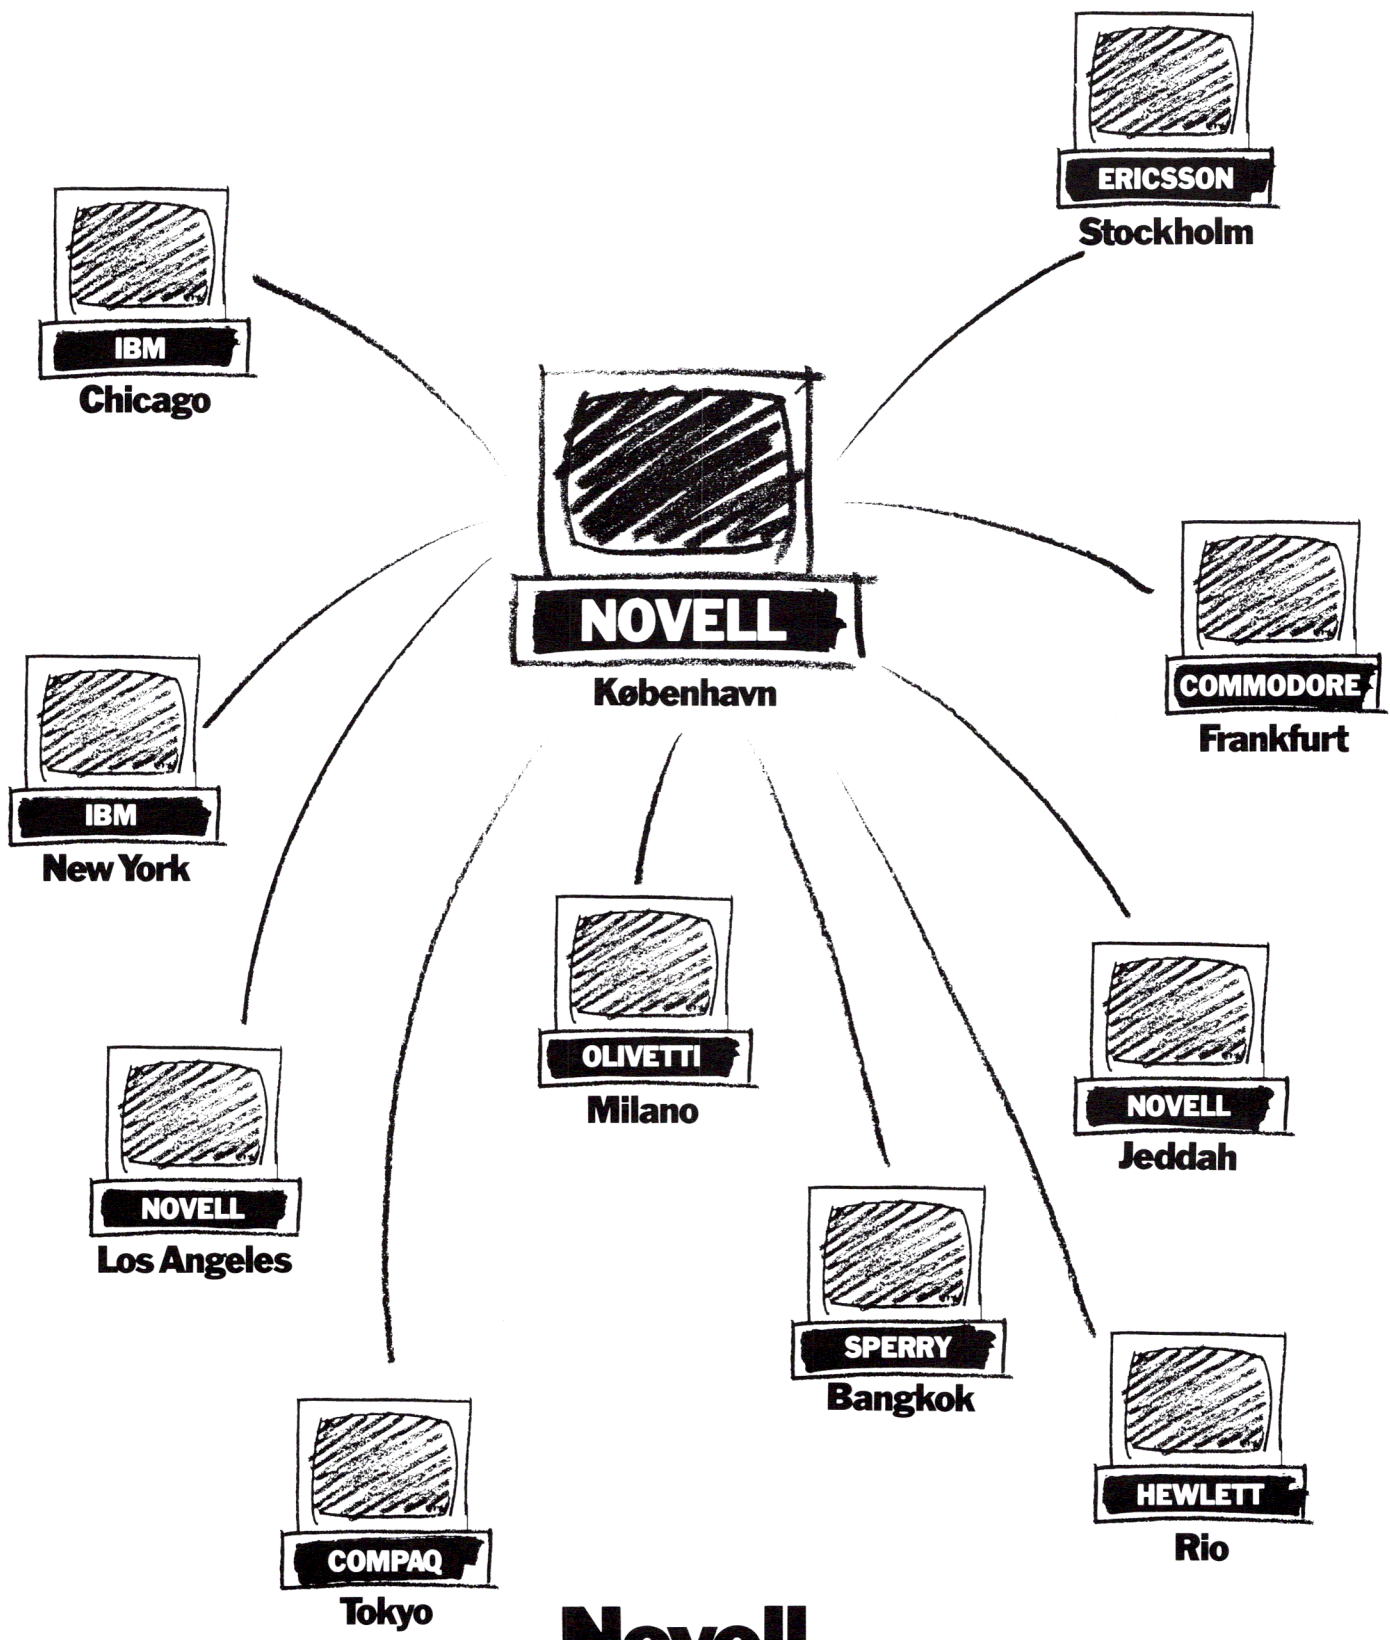 ERICSSON
Stockholm
IBM
Chicago
NOVELL
København
COMMODORE
Frankfurt
IBM
New York
OLIVETTI
Milano
NOVELL
Jeddah
NOVELL
Los Angeles
SPERRY
Bangkok
HEWLETT
Rio
COMPAQ
Tokyo
Novell